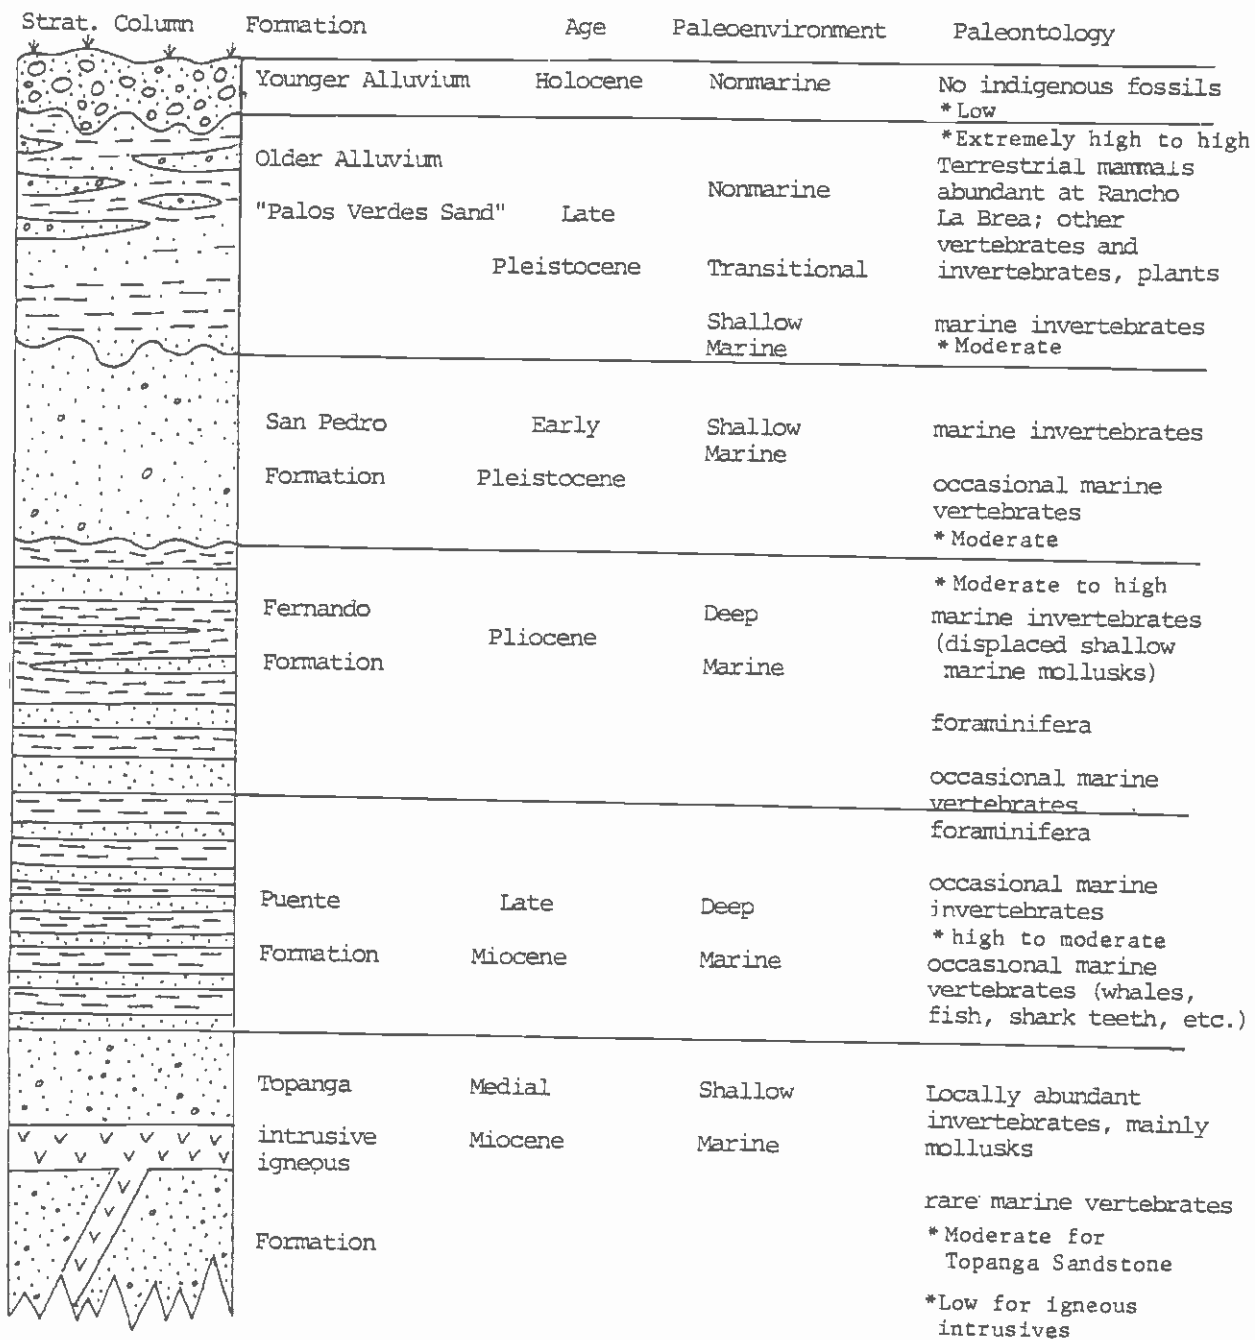 Strat. Column Formation Age Paleoenvironment Paleontology
Younger Alluvium Holocene Nonmarine No indigenous fossils
* Low
*Extremely high to high
Older Alluvium Terrestrial mammals
Nonmarine abundant at Rancho
"Palos Verdes Sand" Late La Brea; other
vertebrates and
Pleistocene Transitional invertebrates, plants
Shallow marine invertebrates
Marine * Moderate
San Pedro Early Shallow marine invertebrates
Marine
Formation Pleistocene occasional marine
vertebrates
* Moderate
* Moderate to high
Fernando Deep marine invertebrates
Pliocene (displaced shallow
Formation Marine marine mollusks)
foraminifera
occasional marine
vertebrates
foraminifera
Puente Late Deep occasional marine
invertebrates
* high to moderate
Formation Miocene Marine occasional marine
vertebrates (whales,
fish, shark teeth, etc.)
Topanga Medial Shallow Locally abundant
invertebrates, mainly
intrusive Miocene Marine mollusks
igneous
rare marine vertebrates
Formation * Moderate for
Topanga Sandstone
*Low for igneous
intrusives